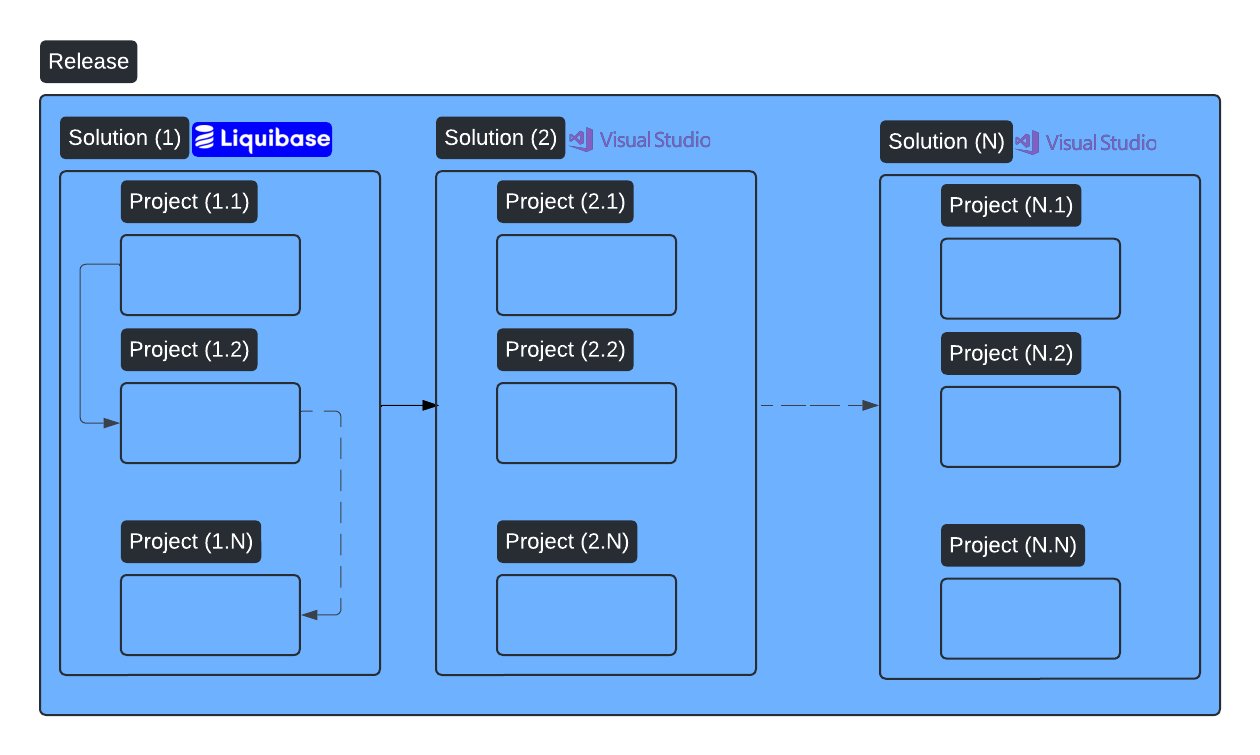 Release
Solution (1) Liquibase
Project (1.1)
Project (1.2)
Project (1.N)
Solution (2) Visual Studio
Project (2.1)
Project (2.2)
Project (2.N)
Solution (N) Visual Studio
Project (N.1)
Project (N.2)
Project (N.N)